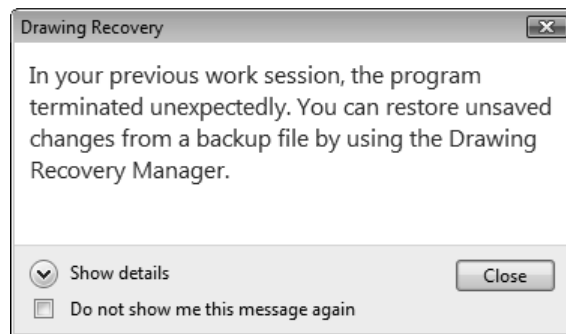 Drawing Recovery
In your previous work session, the program
terminated unexpectedly. You can restore unsaved
changes from a backup file by using the Drawing
Recovery Manager.
Show details
Close
Do not show me this message again